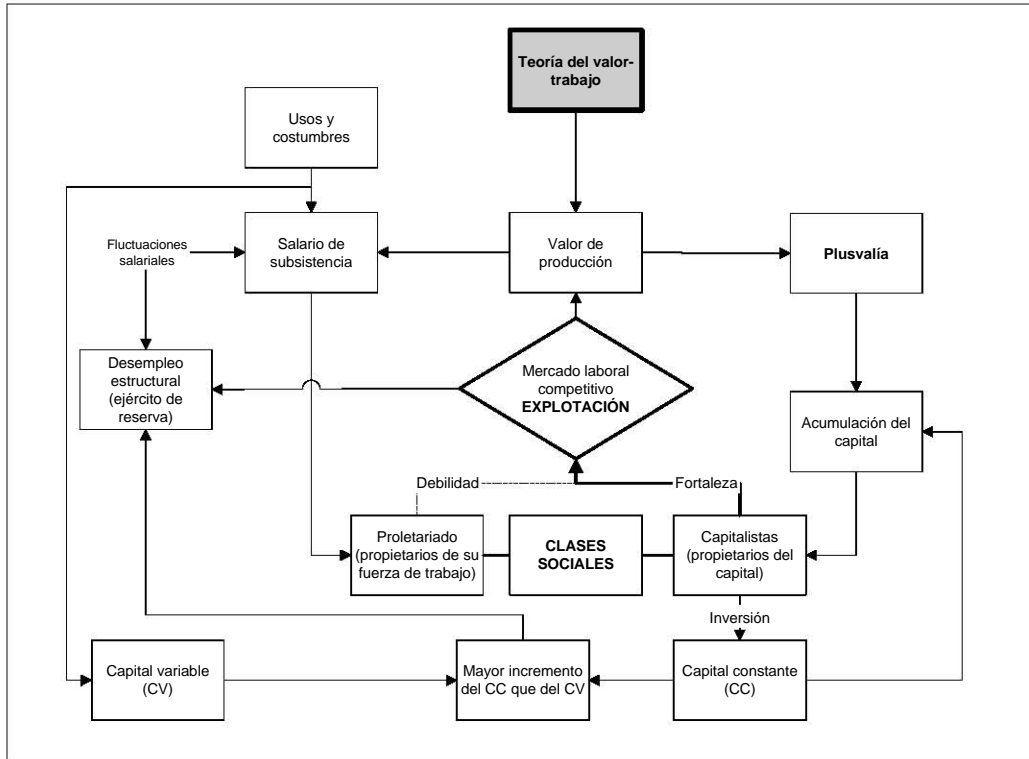 Teoría del valor-
trabajo
Usos y
costumbres
Fluctuaciones
salariales
Salario de
subsistencia
Valor de
producción
Plusvalía
Desempleo
estructural
(ejército de
reserva)
Mercado laboral
competitivo
EXPLOTACIÓN
Acumulación del
capital
Debilidad
Fortaleza
Proletariado
(propietarios de su
fuerza de trabajo)
CLASES
SOCIALES
Capitalistas
(propietarios del
capital)
Inversión
Capital variable
(CV)
Mayor incremento
del CC que del CV
Capital constante
(CC)